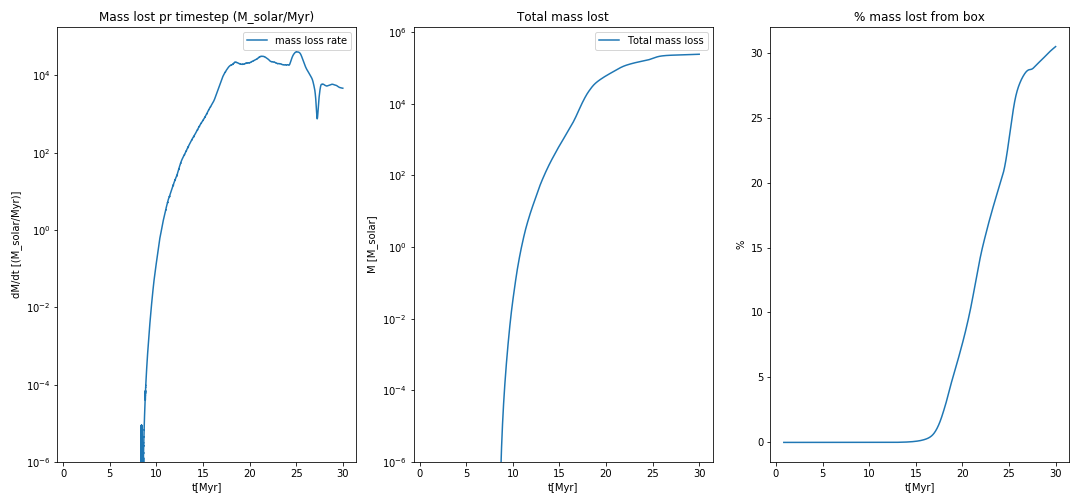 Mass lost pr timestep (M_solar/Myr)
mass loss rate
dM/dt [(M_solar/Myr)]
10^4
10^2
10^0
10^-2
10^-4
10^-6
0 5 10 15 20 25 30
t[Myr]
Total mass lost
Total mass loss
M [M_solar]
10^6
10^4
10^2
10^0
10^-2
10^-4
10^-6
0 5 10 15 20 25 30
t[Myr]
% mass lost from box
%
30
25
20
15
10
5
0
0 5 10 15 20 25 30
t[Myr]